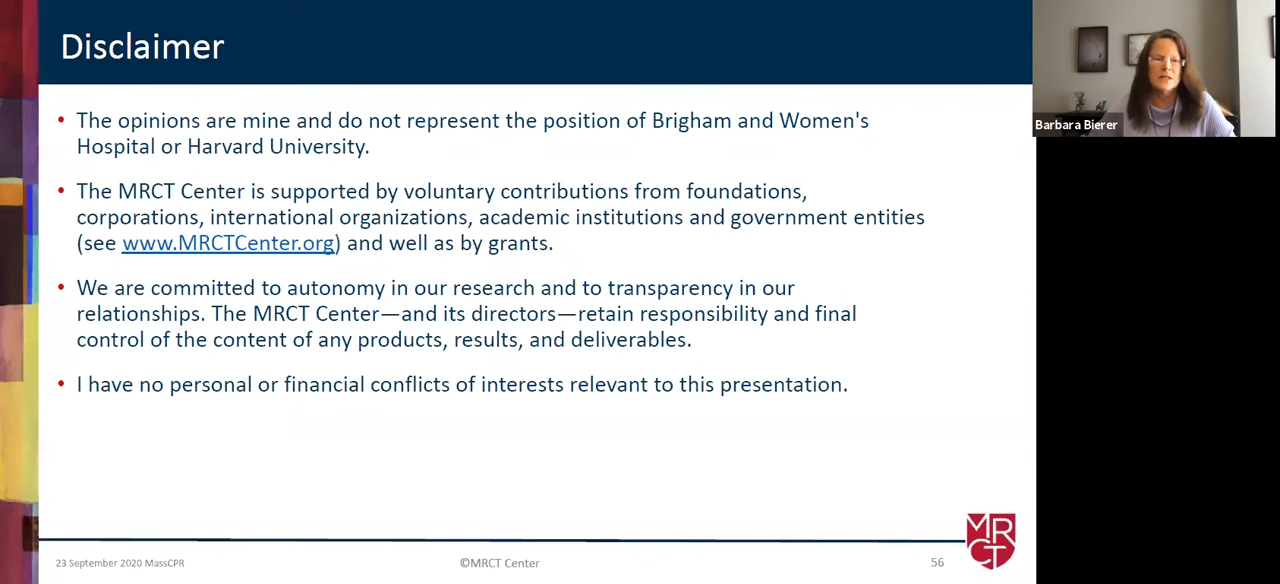 Disclaimer
• The opinions are mine and do not represent the position of Brigham and Women's
Hospital or Harvard University.
• The MRCT Center is supported by voluntary contributions from foundations,
corporations, international organizations, academic institutions and government entities
(see www.MRCTCenter.org) and well as by grants.
• We are committed to autonomy in our research and to transparency in our
relationships. The MRCT Center—and its directors—retain responsibility and final
control of the content of any products, results, and deliverables.
• I have no personal or financial conflicts of interests relevant to this presentation.
Barbara Bierer
23 September 2020 MassCPR
©MRCT Center
56
MR
CT